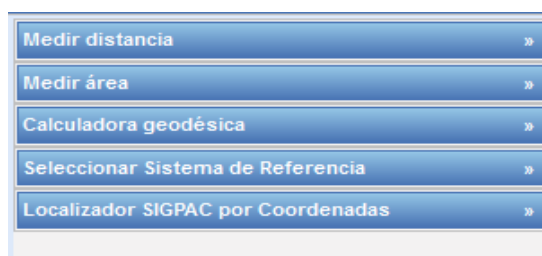 Medir distancia »
Medir área »
Calculadora geodésica »
Seleccionar Sistema de Referencia »
Localizador SIGPAC por Coordenadas »